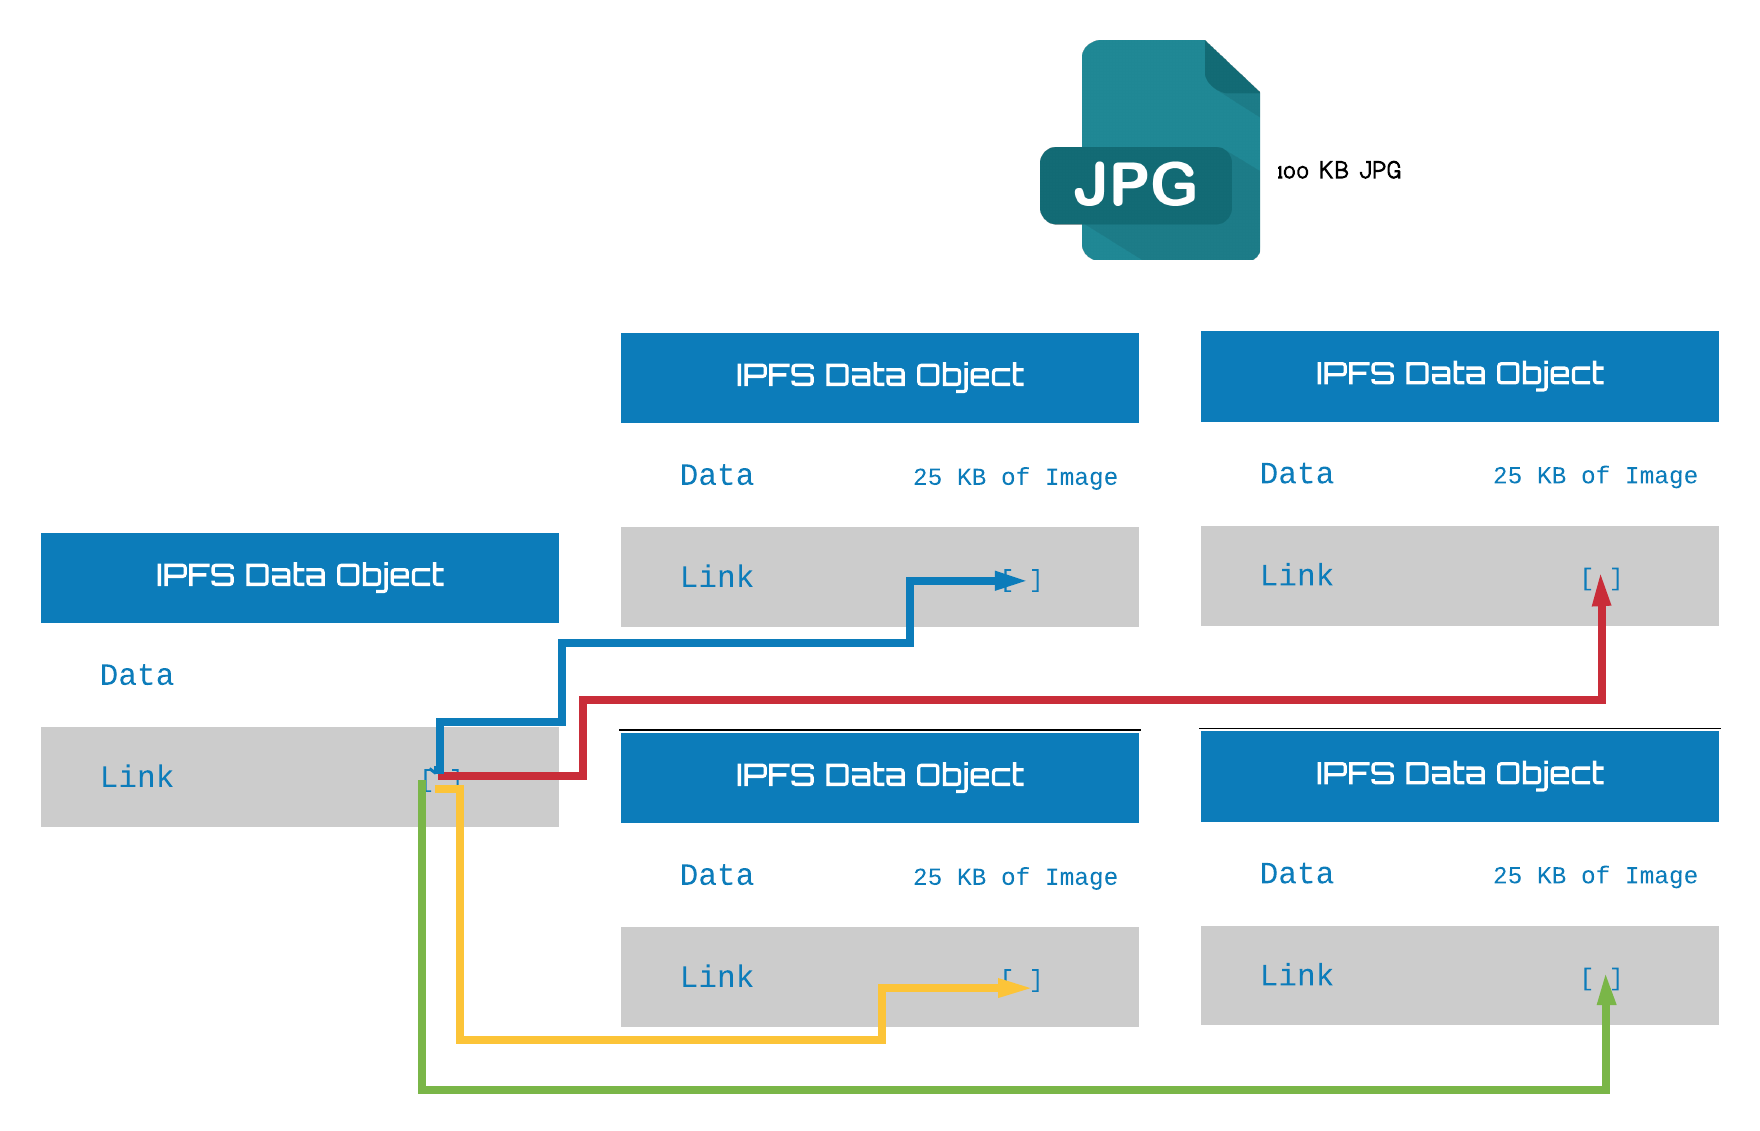 JPG
100 KB JPG
IPFS Data Object
Data 25 KB of Image
Link [ ]
IPFS Data Object
Data 25 KB of Image
Link [ ]
IPFS Data Object
Data
Link [ ]
IPFS Data Object
Data 25 KB of Image
Link [ ]
IPFS Data Object
Data 25 KB of Image
Link [ ]